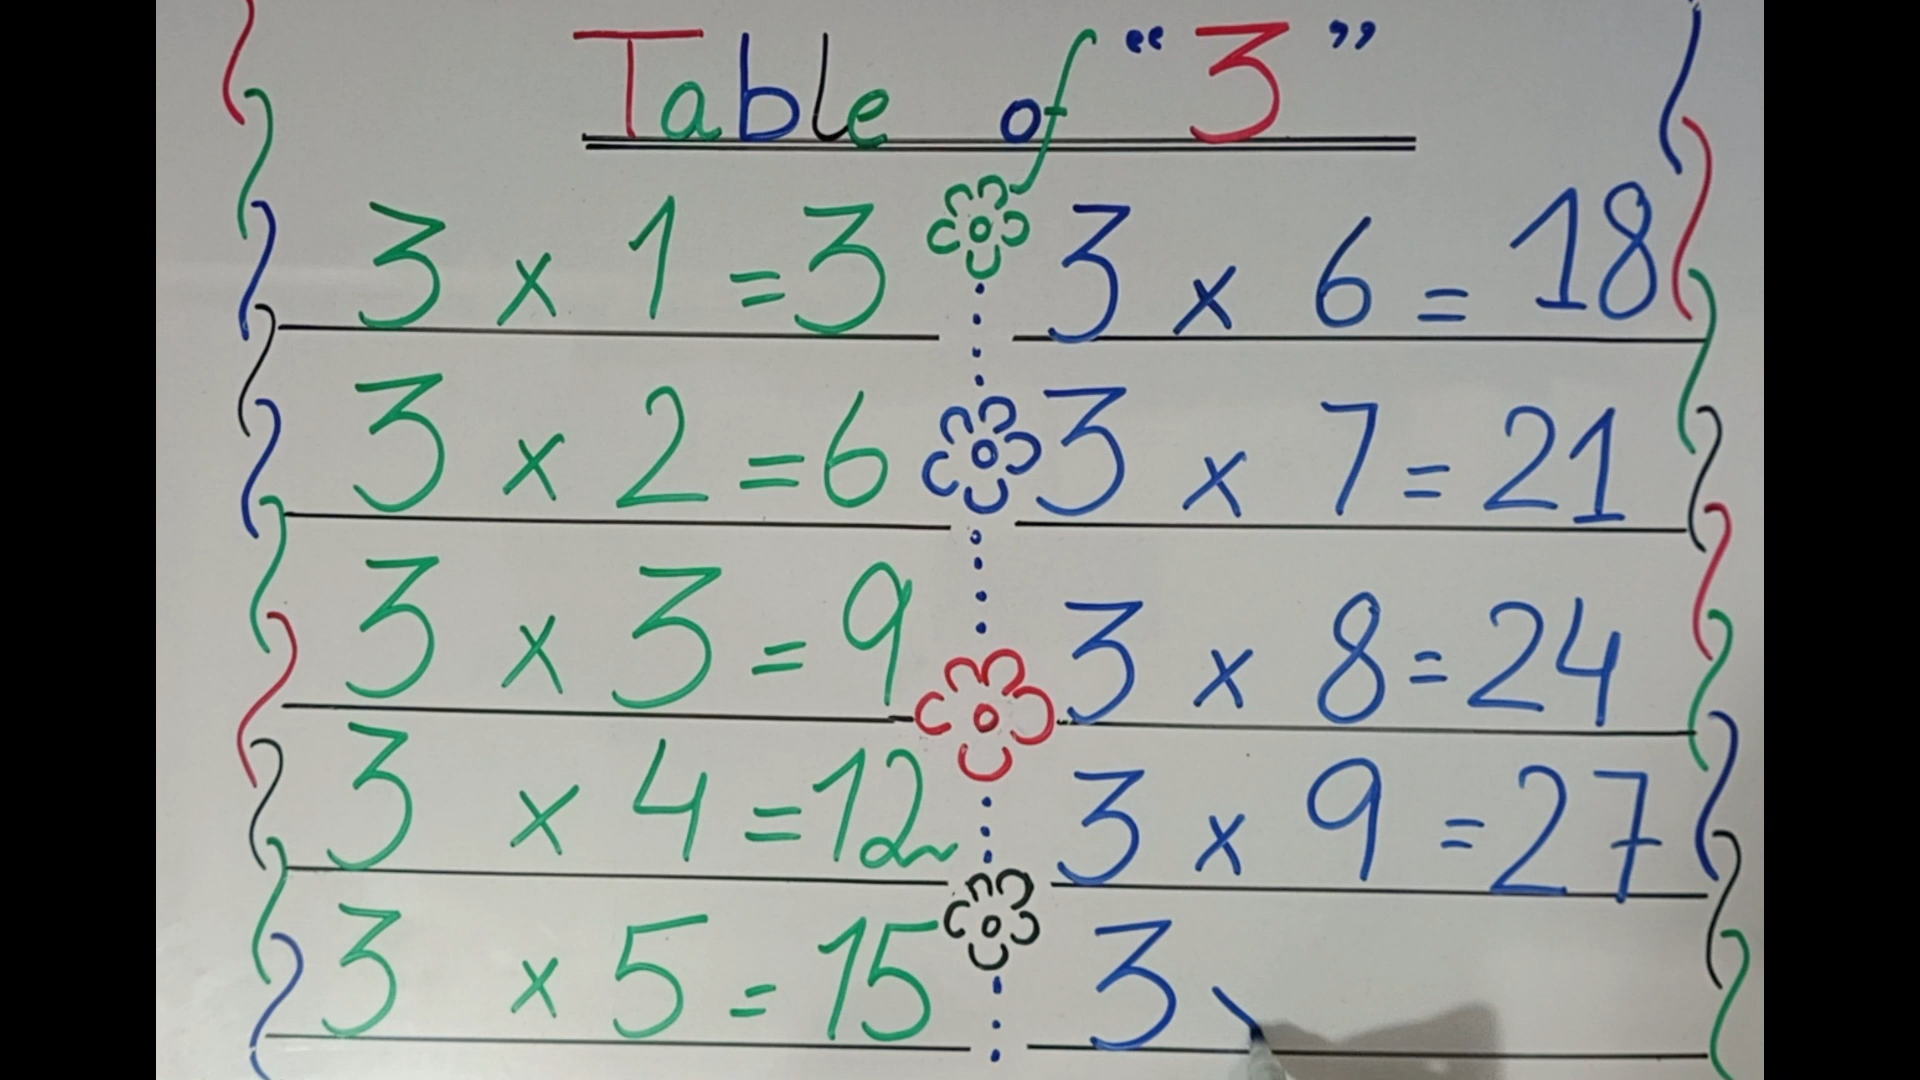 Table of "3"
3 x 1 = 3
3 x 2 = 6
3 x 3 = 9
3 x 4 = 12
3 x 5 = 15
3 x 6 = 18
3 x 7 = 21
3 x 8 = 24
3 x 9 = 27
3